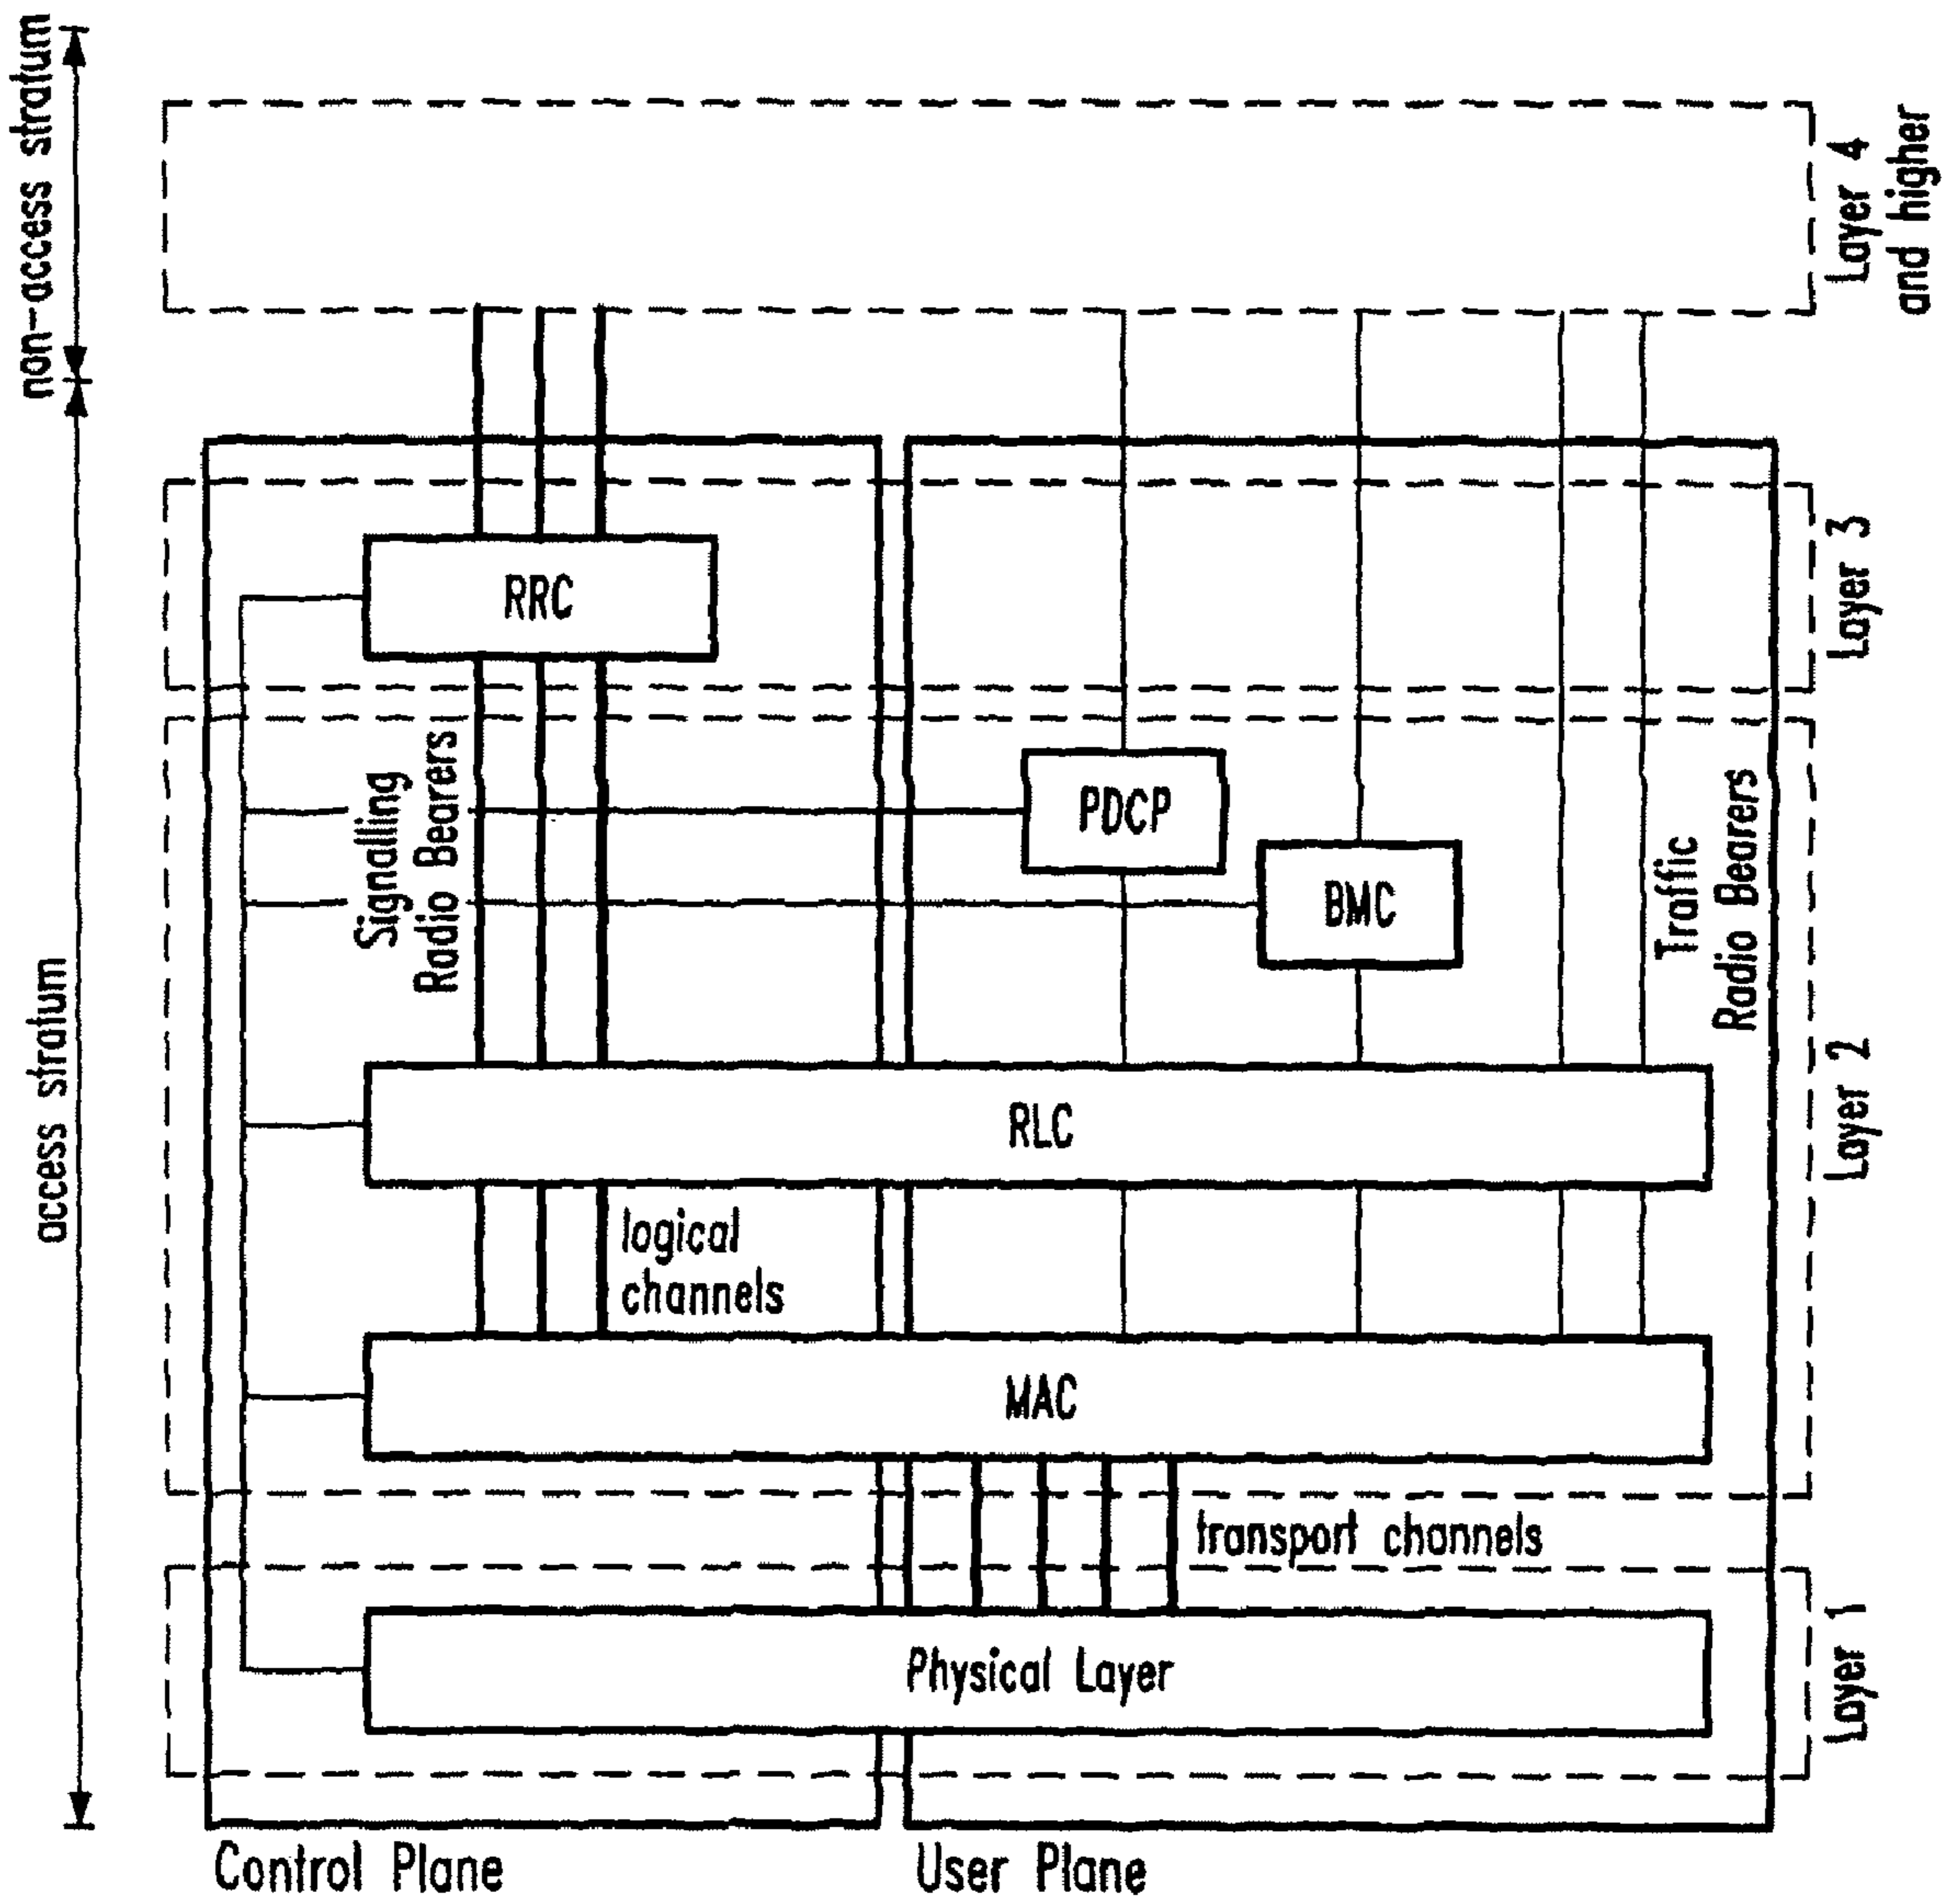 non-access stratum
access stratum
Layer 4
and higher
RRC
Layer 3
Signalling
Radio Bearers
PDCP
BMC
Traffic
Radio Bearers
RLC
Layer 2
logical
channels
MAC
transport channels
Physical Layer
Layer 1
Control Plane
User Plane